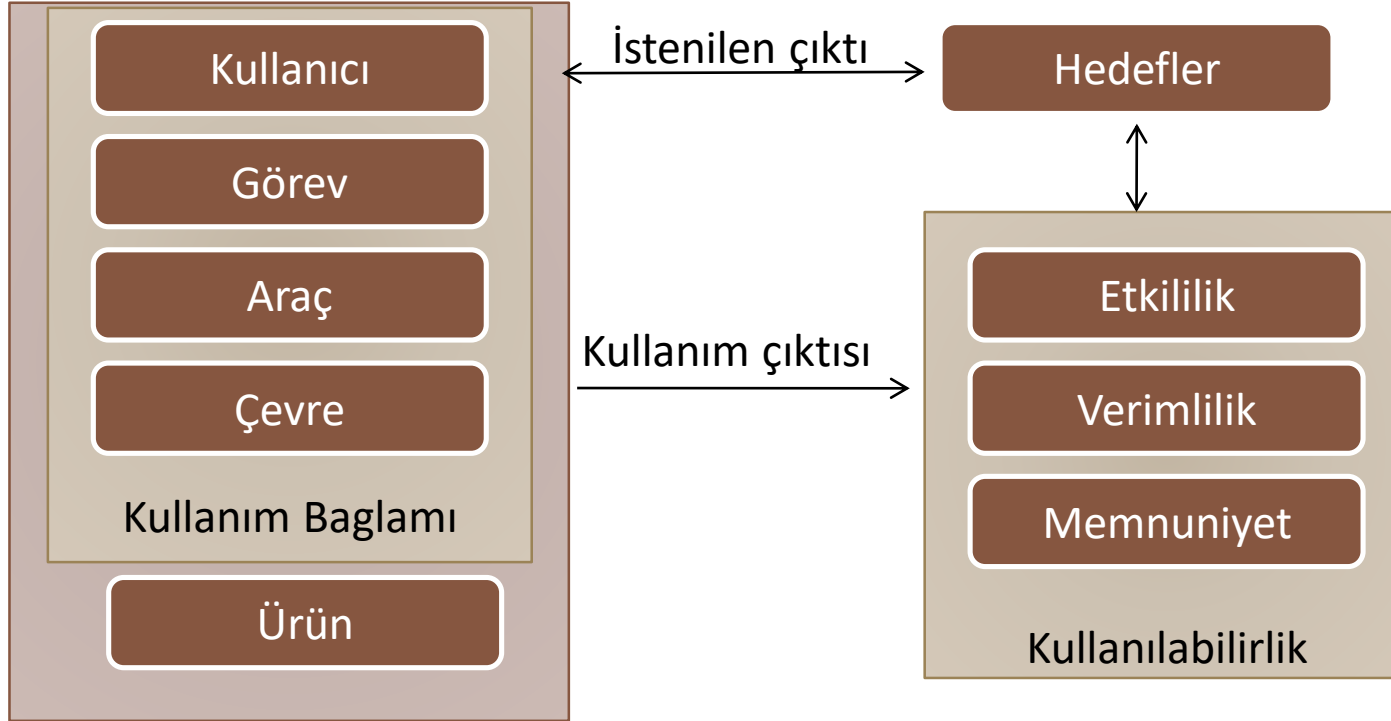 Kullanıcı
Görev
Araç
Çevre
Kullanım Baglamı
Ürün
İstenilen çıktı
Kullanım çıktısı
Hedefler
Etkililik
Verimlilik
Memnuniyet
Kullanılabilirlik